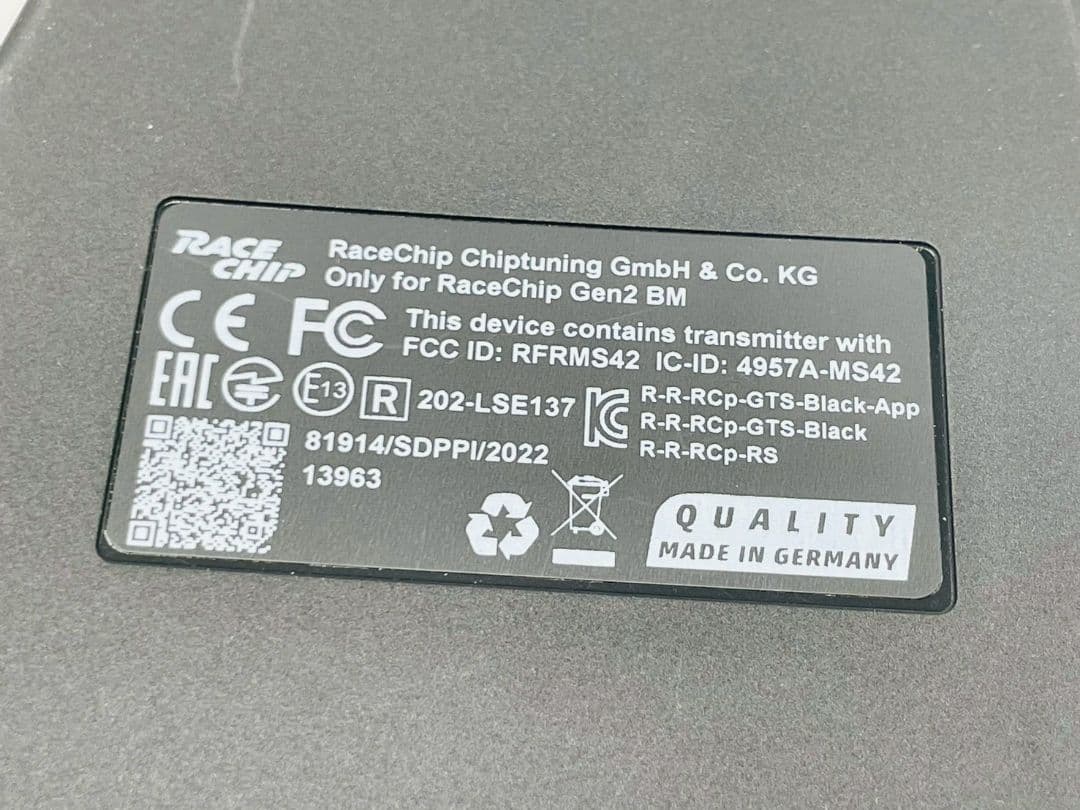 RACE CHIP
RaceChip Chiptuning GmbH & Co. KG
Only for RaceChip Gen2 BM
CE FC
This device contains transmitter with
FCC ID: RFRMS42 IC-ID: 4957A-MS42
EAC E13 R 202-LSE137
R-R-RCp-GTS-Black-App
R-R-RCp-GTS-Black
R-R-RCp-RS
81914/SDPPI/2022
13963
QUALITY
MADE IN GERMANY